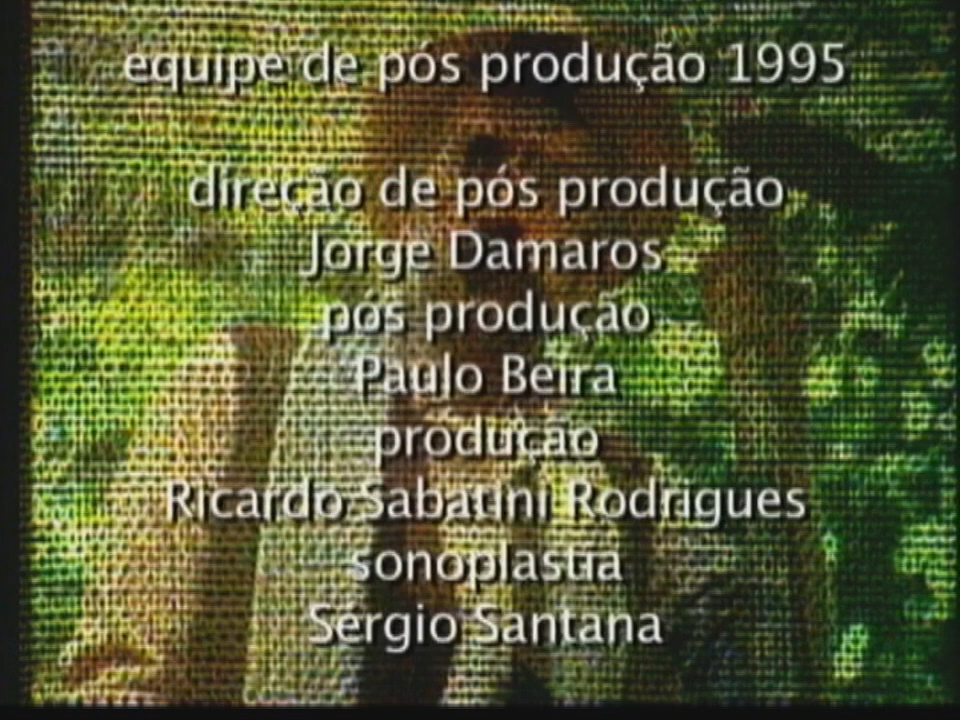 equipe de pós produção 1995
direção de pós produção
Jorge Damaros
pós produção
Paulo Beira
produção
Ricardo Sabatini Rodrigues
sonoplastia
Sérgio Santana